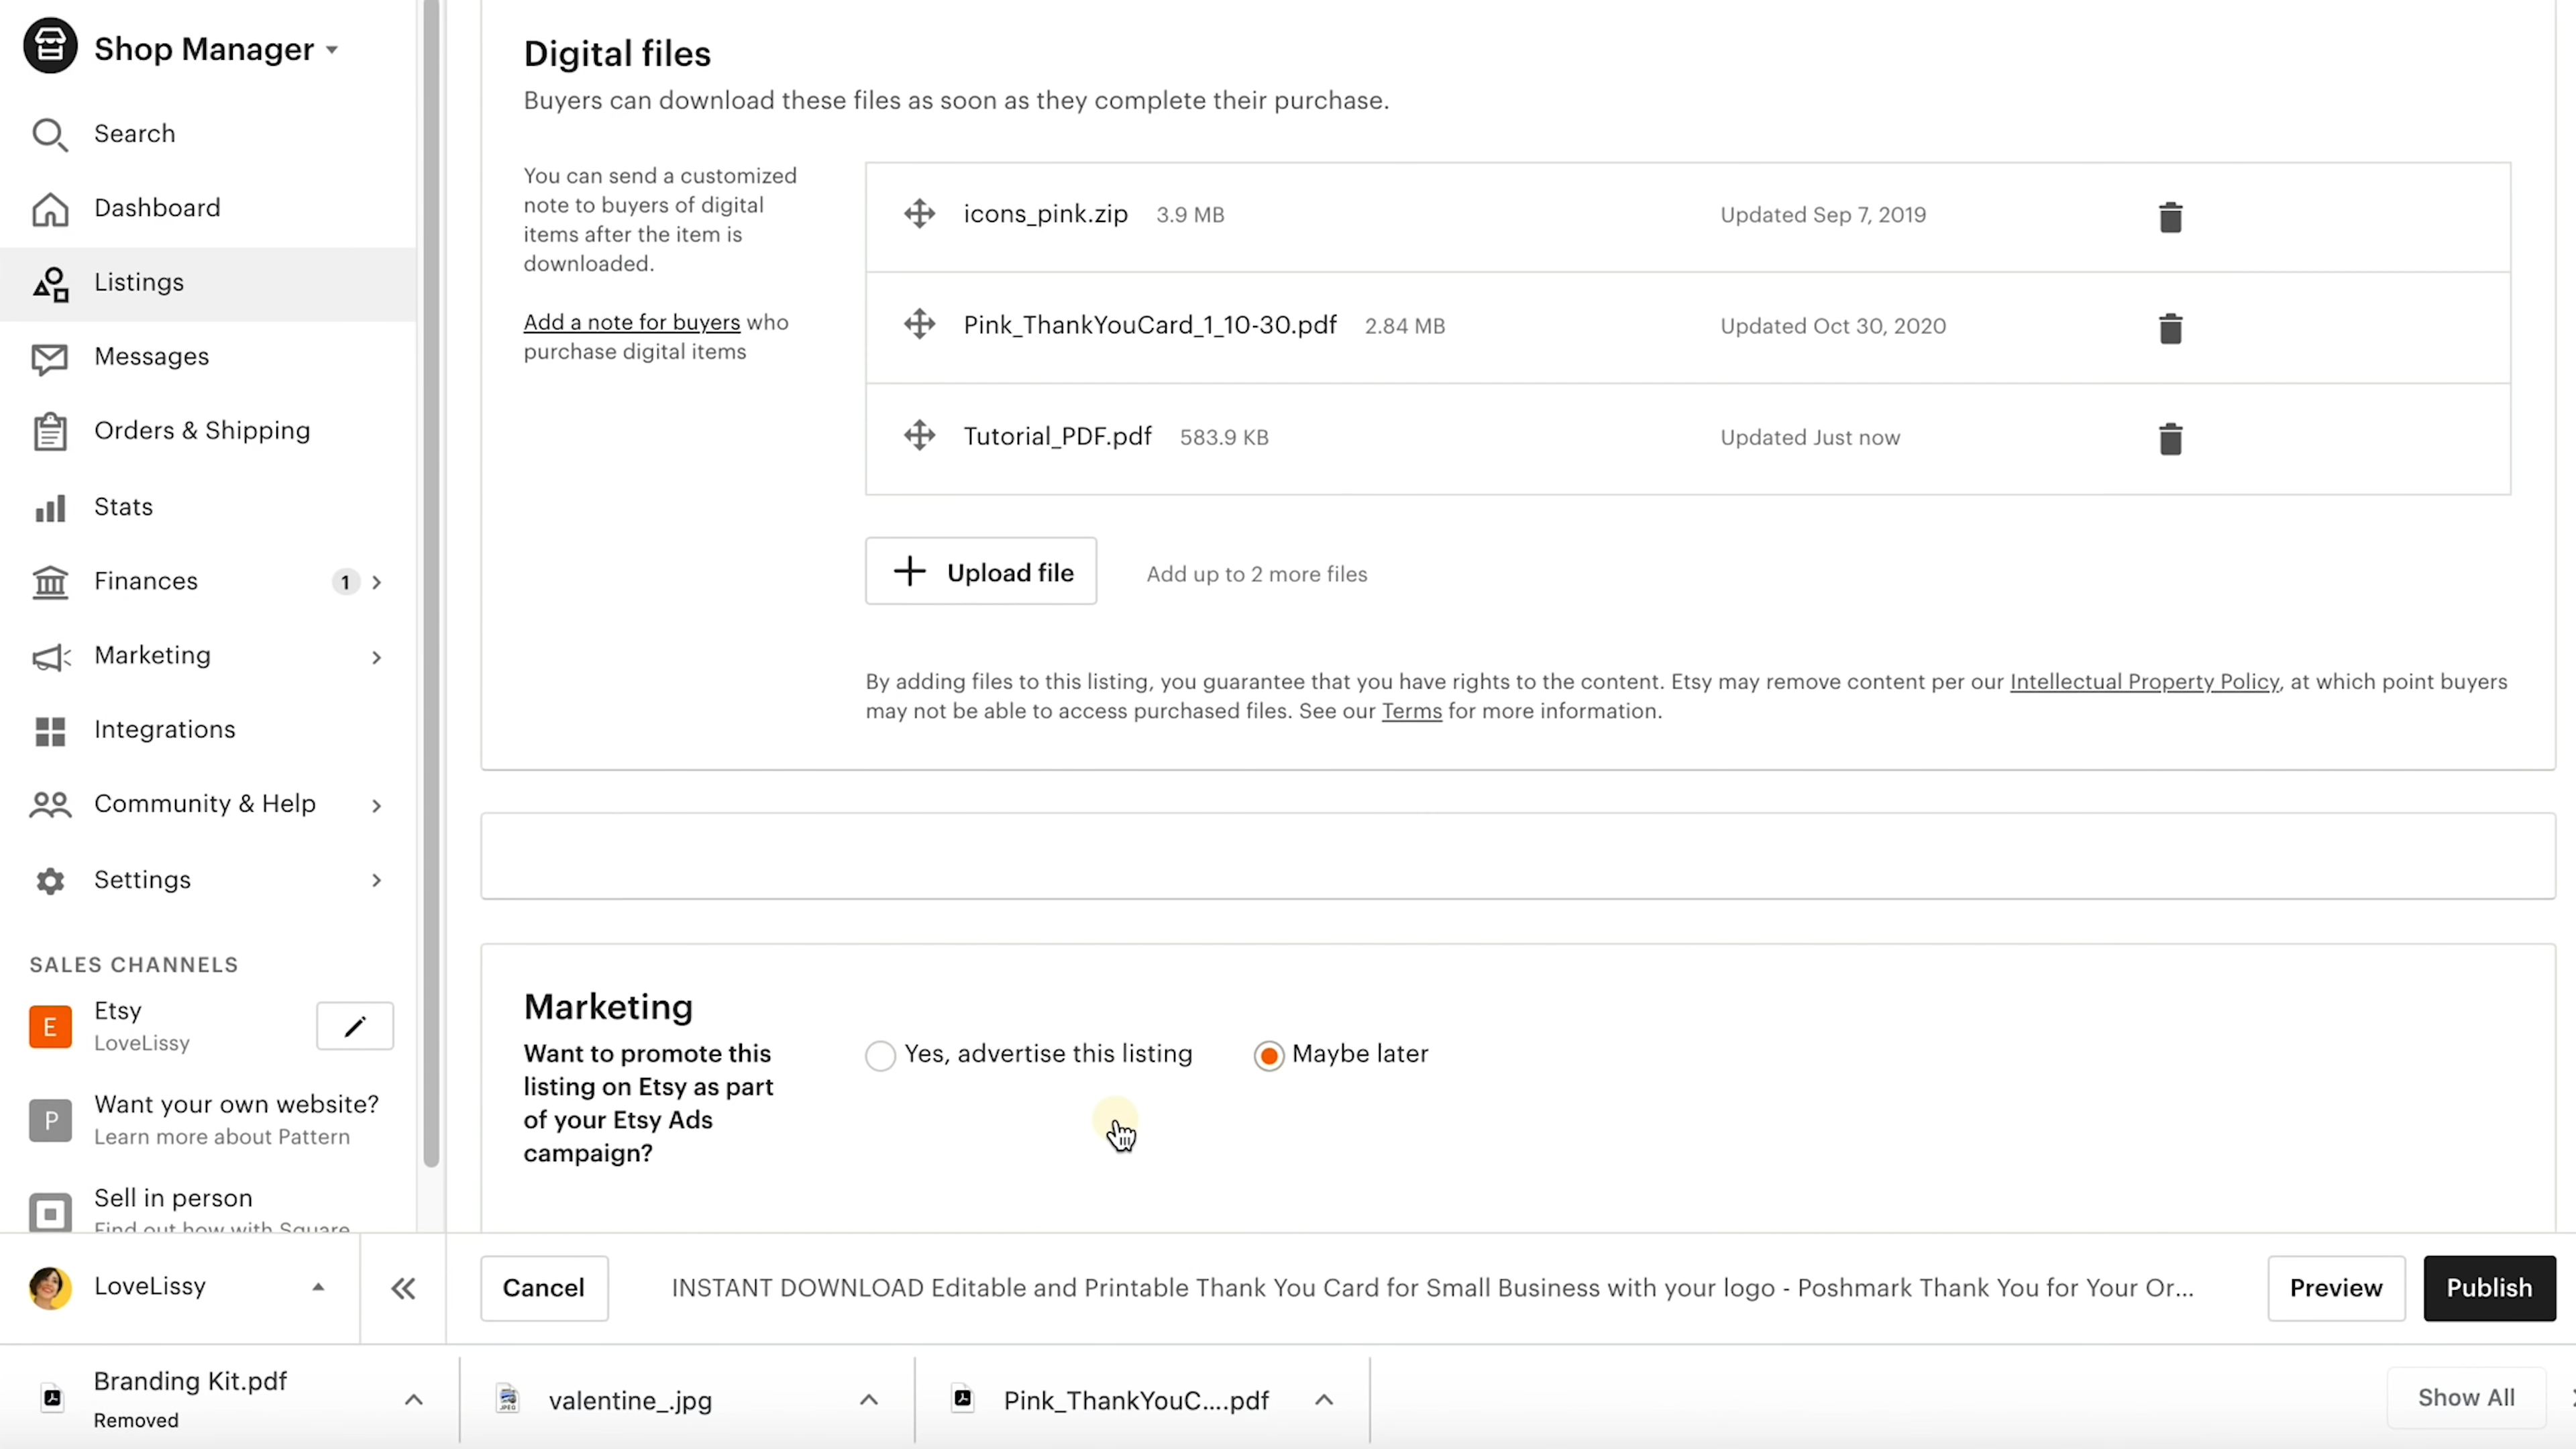 Shop Manager
Search
Dashboard
Listings
Messages
Orders & Shipping
Stats
Finances 1
Marketing
Integrations
Community & Help
Settings
SALES CHANNELS
E
Etsy
LoveLissy
P
Want your own website?
Learn more about Pattern
Sell in person
Find out how with Square
LoveLissy
Digital files
Buyers can download these files as soon as they complete their purchase.
You can send a customized
note to buyers of digital
items after the item is
downloaded.
Add a note for buyers who
purchase digital items
icons_pink.zip 3.9 MB Updated Sep 7, 2019
Pink_ThankYouCard_1_10-30.pdf 2.84 MB Updated Oct 30, 2020
Tutorial_PDF.pdf 583.9 KB Updated Just now
Upload file Add up to 2 more files
By adding files to this listing, you guarantee that you have rights to the content. Etsy may remove content per our Intellectual Property Policy, at which point buyers
may not be able to access purchased files. See our Terms for more information.
Marketing
Want to promote this
listing on Etsy as part
of your Etsy Ads
campaign?
Yes, advertise this listing Maybe later
Cancel INSTANT DOWNLOAD Editable and Printable Thank You Card for Small Business with your logo - Poshmark Thank You for Your Or... Preview Publish
Branding Kit.pdf
Removed
valentine_.jpg
Pink_ThankYouC....pdf
Show All